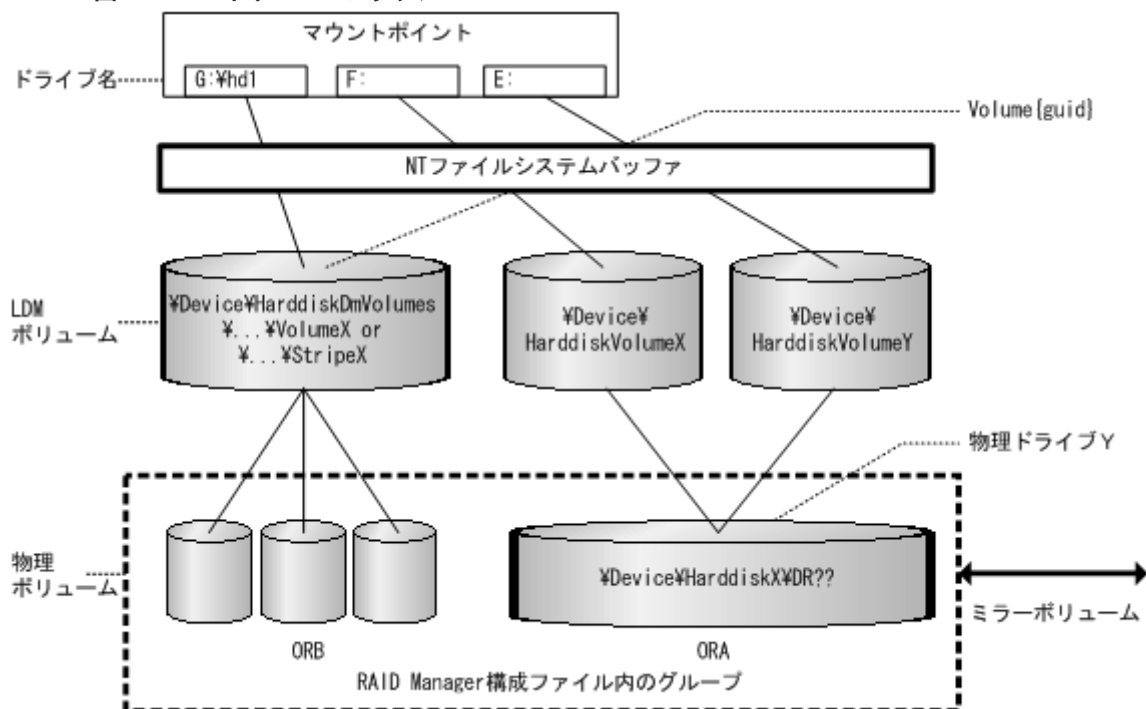 マウントポイント
ドライブ名
G:¥hd1
F:
E:
Volume{guid}
NTファイルシステムバッファ
LDM
ボリューム
¥Device¥HarddiskDmVolumes
¥...¥VolumeX or
¥...¥StripeX
¥Device¥
HarddiskVolumeX
¥Device¥
HarddiskVolumeY
物理ドライブY
物理
ボリューム
¥Device¥HarddiskX¥DR??
ミラーボリューム
ORB
ORA
RAID Manager構成ファイル内のグループ